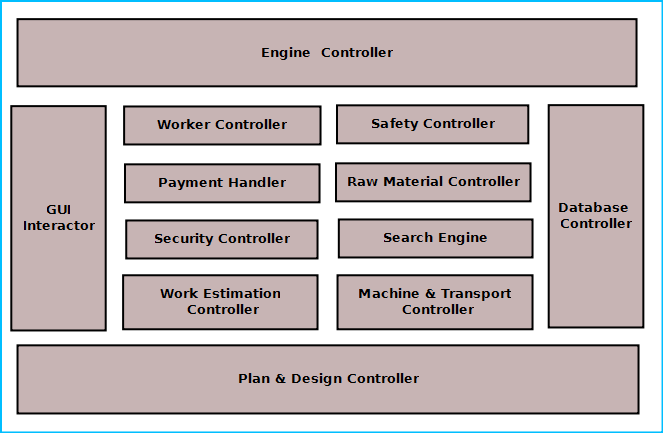 Engine Controller
Worker Controller
Safety Controller
Payment Handler
Raw Material Controller
GUI
Interactor
Database
Controller
Security Controller
Search Engine
Work Estimation
Controller
Machine & Transport
Controller
Plan & Design Controller